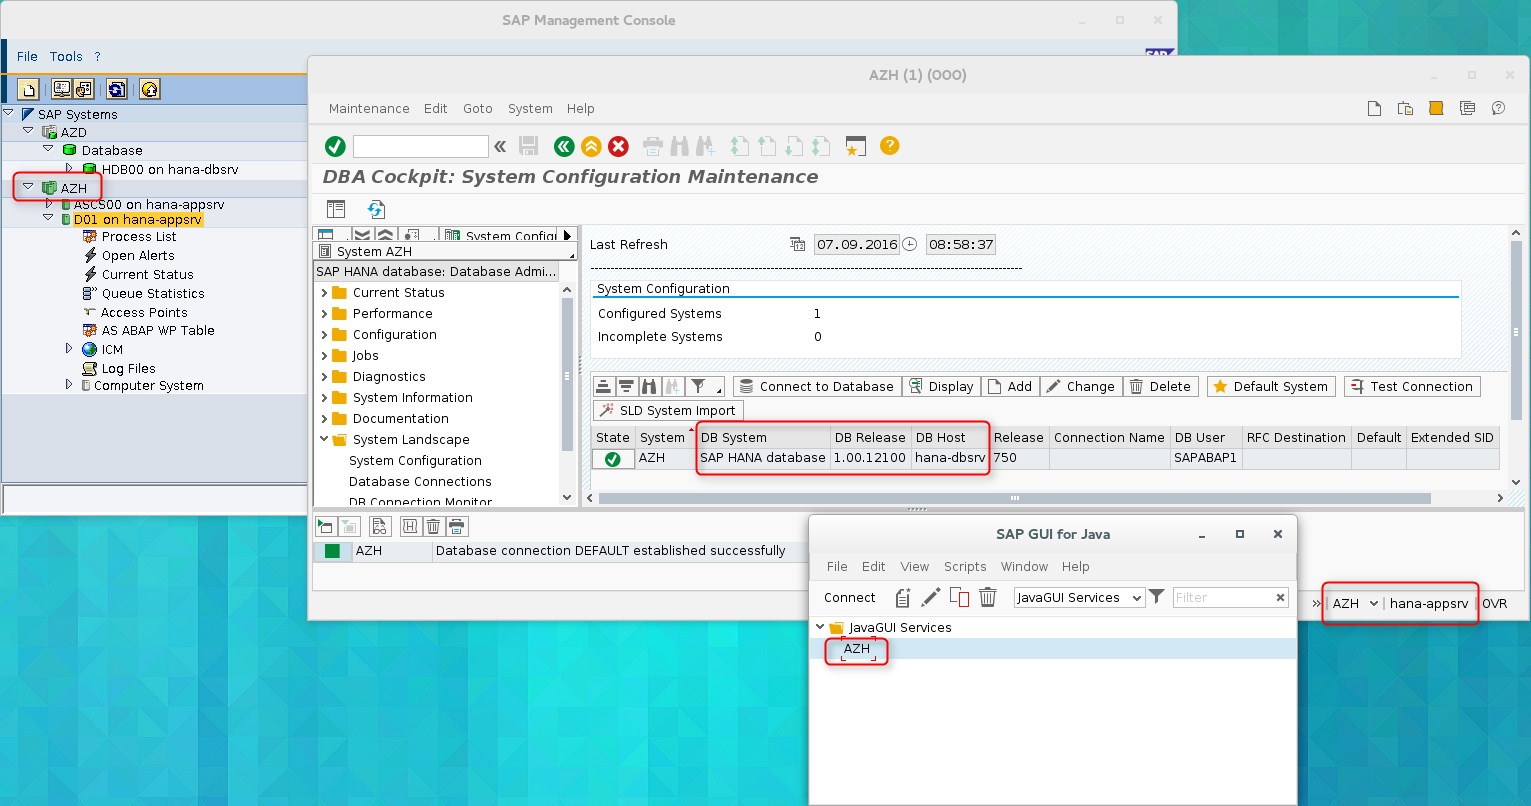 SAP Management Console
File Tools ?
SAP Systems
AZD
Database
HDB00 on hana-dbsrv
AZH
ASCS00 on hana-appsrv
D01 on hana-appsrv
Process List
Open Alerts
Current Status
Queue Statistics
Access Points
AS ABAP WP Table
ICM
Log Files
Computer System
AZH (1) (000)
Maintenance Edit Goto System Help
DBA Cockpit: System Configuration Maintenance
System Config
System AZH
SAP HANA database: Database Admi...
Current Status
Performance
Configuration
Jobs
Diagnostics
System Information
Documentation
System Landscape
System Configuration
Database Connections
DB Connection Monitor
Last Refresh 07.09.2016 08:58:37
System Configuration
Configured Systems 1
Incomplete Systems 0
Connect to Database Display Add Change Delete Default System Test Connection
SLD System Import
State System DB System DB Release DB Host Release Connection Name DB User RFC Destination Default Extended SID
AZH SAP HANA database 1.00.12100 hana-dbsrv 750 SAPABAP1
AZH Database connection DEFAULT established successfully
» AZH hana-appsrv OVR
SAP GUI for Java
File Edit View Scripts Window Help
Connect JavaGUI Services Filter
JavaGUI Services
AZH